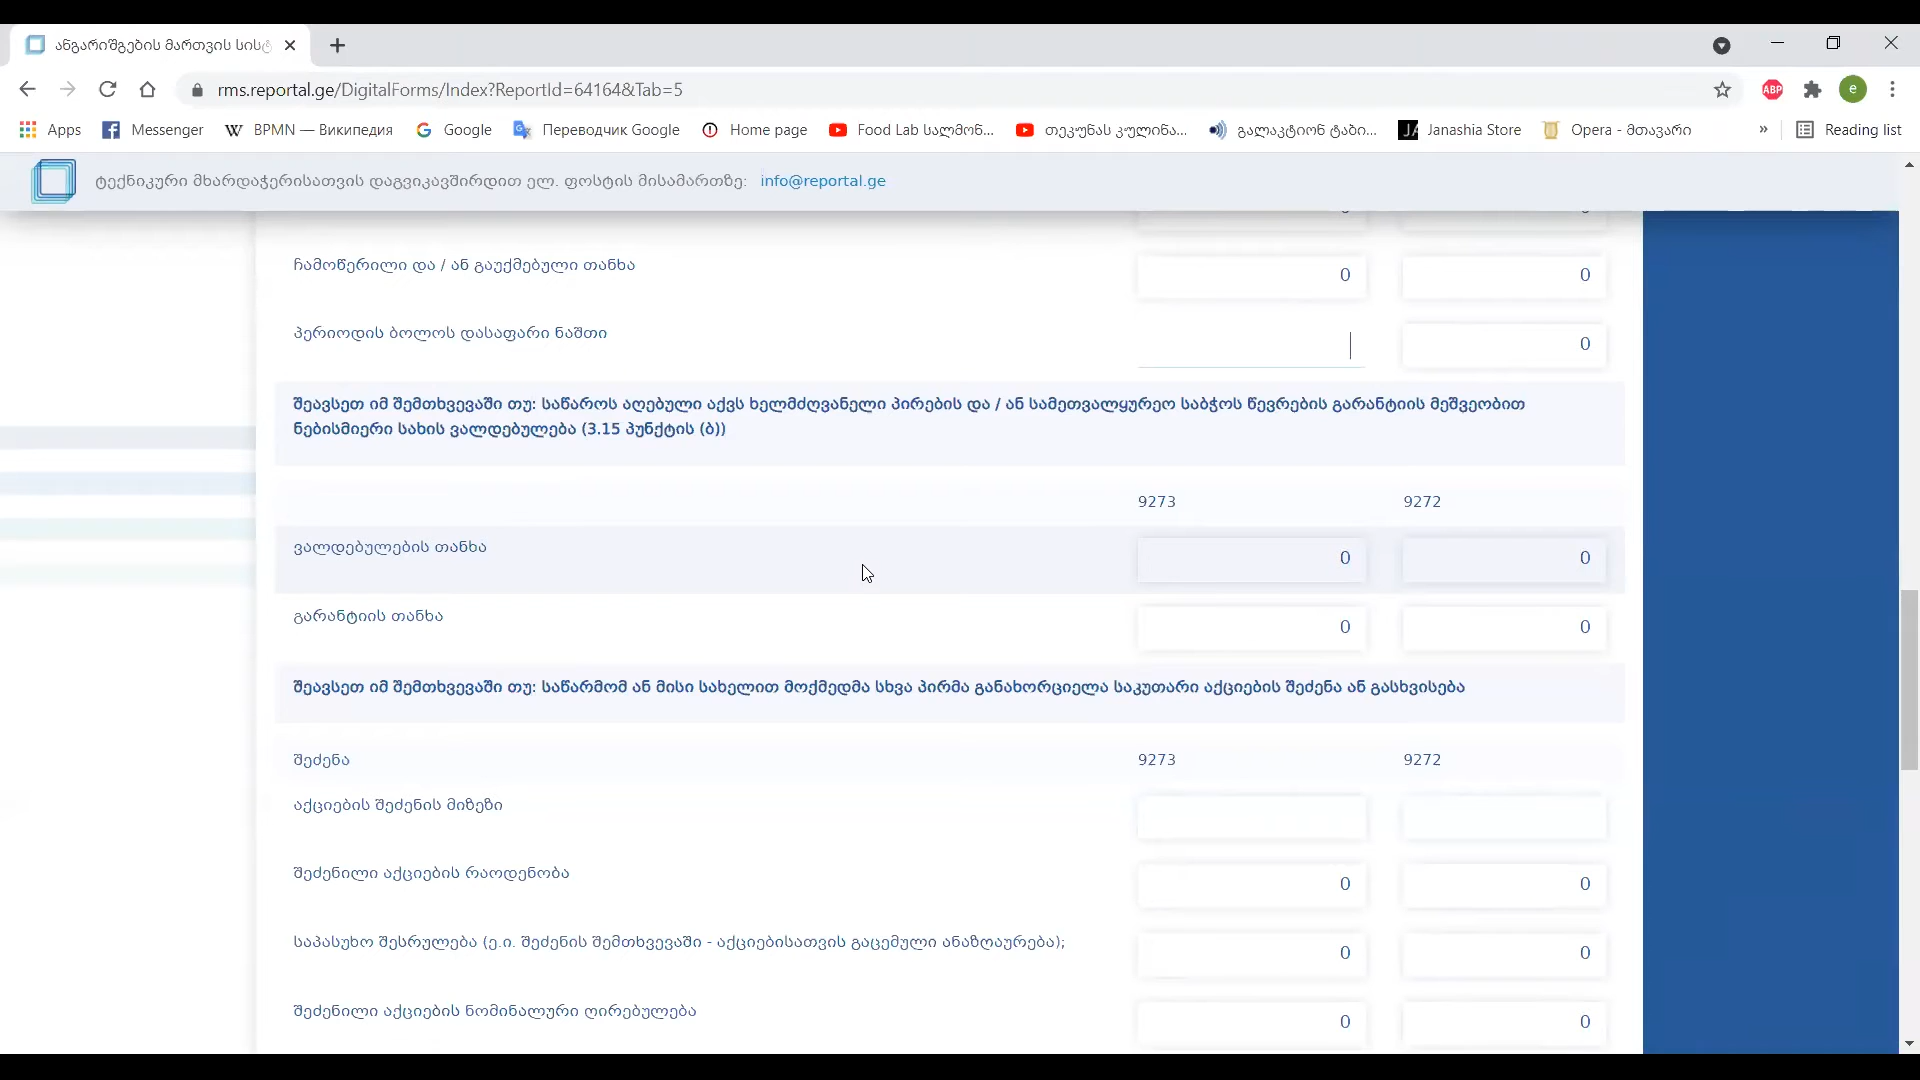 ანგარიშგების მართვის სისტ
rms.reportal.ge/DigitalForms/Index?ReportId=64164&Tab=5
ABP
e
Apps
Messenger
W BPMN — Википедия
Google
Переводчик Google
Home page
Food Lab სალმონ...
თეკუნას კულინა...
გალაკტიონ ტაბი...
JA Janashia Store
Opera - მთავარი
»
Reading list
ტექნიკური მხარდაჭერისათვის დაგვიკავშირდით ელ. ფოსტის მისამართზე: info@reportal.ge
ჩამოწერილი და / ან გაუქმებული თანხა 0 0
პერიოდის ბოლოს დასაფარი ნაშთი 0
შეავსეთ იმ შემთხვევაში თუ: საწაროს აღებული აქვს ხელმძღვანელი პირების და / ან სამეთვალყურეო საბჭოს წევრების გარანტიის მეშვეობით
ნებისმიერი სახის ვალდებულება (3.15 პუნქტის (ბ))
9273 9272
ვალდებულების თანხა 0 0
გარანტიის თანხა 0 0
შეავსეთ იმ შემთხვევაში თუ: საწარმომ ან მისი სახელით მოქმედმა სხვა პირმა განახორციელა საკუთარი აქციების შეძენა ან გასხვისება
შეძენა 9273 9272
აქციების შეძენის მიზეზი
შეძენილი აქციების რაოდენობა 0 0
საპასუხო შესრულება (ე.ი. შეძენის შემთხვევაში - აქციებისათვის გაცემული ანაზღაურება); 0 0
შეძენილი აქციების ნომინალური ღირებულება 0 0